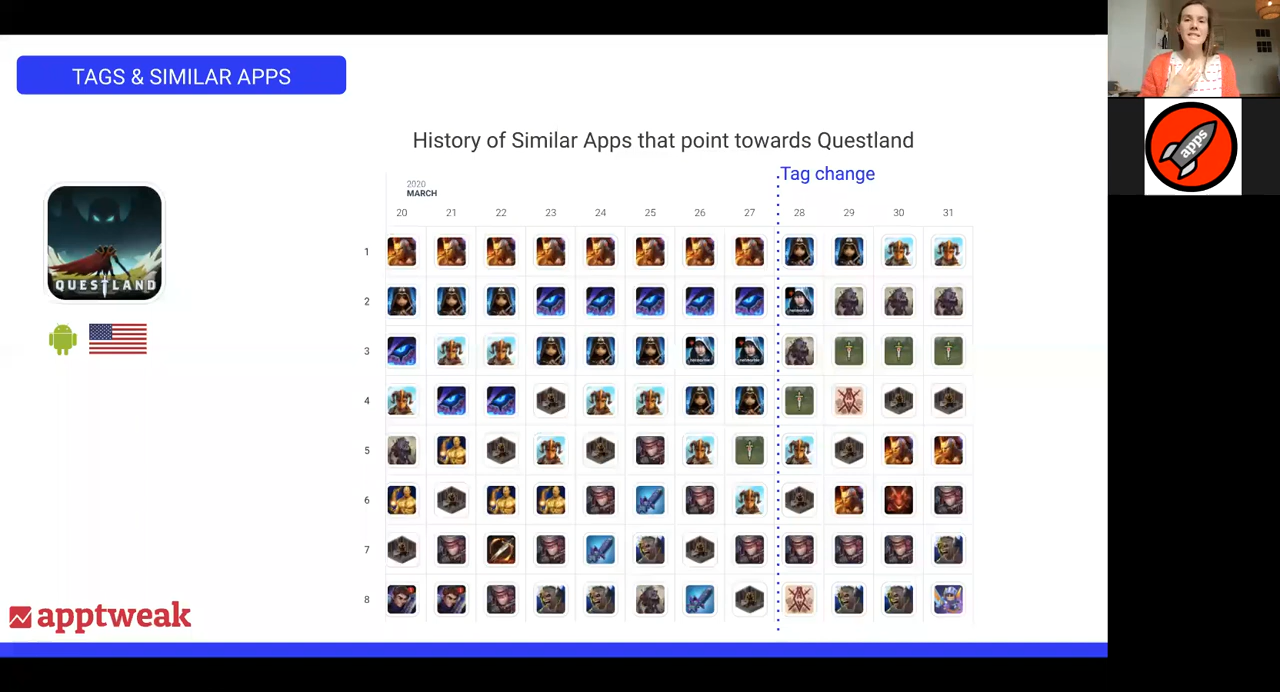 TAGS & SIMILAR APPS
History of Similar Apps that point towards Questland
Tag change
2020
MARCH
20 21 22 23 24 25 26 27 28 29 30 31
1
2
3
4
5
6
7
8
QUESTLAND
apptweak
apps